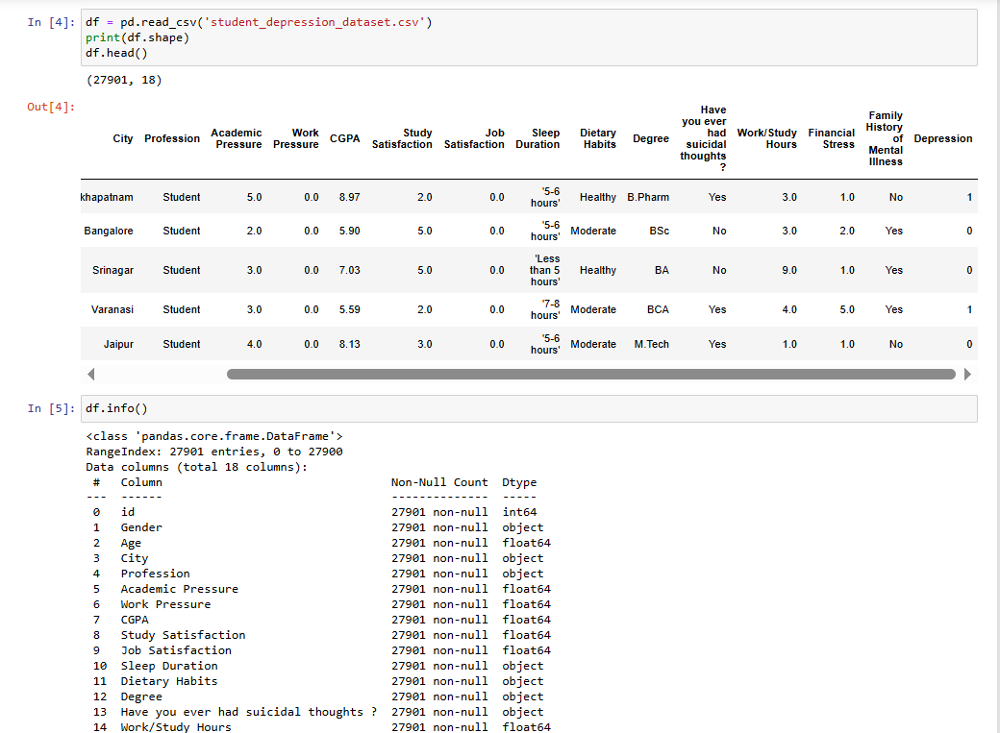 In [4]: df = pd.read_csv('student_depression_dataset.csv')
print(df.shape)
df.head()
(27901, 18)
Out[4]:
City Profession Academic Pressure Work Pressure CGPA Study Satisfaction Job Satisfaction Sleep Duration Dietary Habits Degree Have you ever had suicidal thoughts ? Work/Study Hours Financial Stress Family History of Mental Illness Depression
khapatnam Student 5.0 0.0 8.97 2.0 0.0 '5-6 hours' Healthy B.Pharm Yes 3.0 1.0 No 1
Bangalore Student 2.0 0.0 5.90 5.0 0.0 '5-6 hours' Moderate BSc No 3.0 2.0 Yes 0
Srinagar Student 3.0 0.0 7.03 5.0 0.0 'Less than 5 hours' Healthy BA No 9.0 1.0 Yes 0
Varanasi Student 3.0 0.0 5.59 2.0 0.0 '7-8 hours' Moderate BCA Yes 4.0 5.0 Yes 1
Jaipur Student 4.0 0.0 8.13 3.0 0.0 '5-6 hours' Moderate M.Tech Yes 1.0 1.0 No 0
In [5]: df.info()
<class 'pandas.core.frame.DataFrame'>
RangeIndex: 27901 entries, 0 to 27900
Data columns (total 18 columns):
# Column Non-Null Count Dtype
--- ------ -------------- -----
0 id 27901 non-null int64
1 Gender 27901 non-null object
2 Age 27901 non-null float64
3 City 27901 non-null object
4 Profession 27901 non-null object
5 Academic Pressure 27901 non-null float64
6 Work Pressure 27901 non-null float64
7 CGPA 27901 non-null float64
8 Study Satisfaction 27901 non-null float64
9 Job Satisfaction 27901 non-null float64
10 Sleep Duration 27901 non-null object
11 Dietary Habits 27901 non-null object
12 Degree 27901 non-null object
13 Have you ever had suicidal thoughts ? 27901 non-null object
14 Work/Study Hours 27901 non-null float64